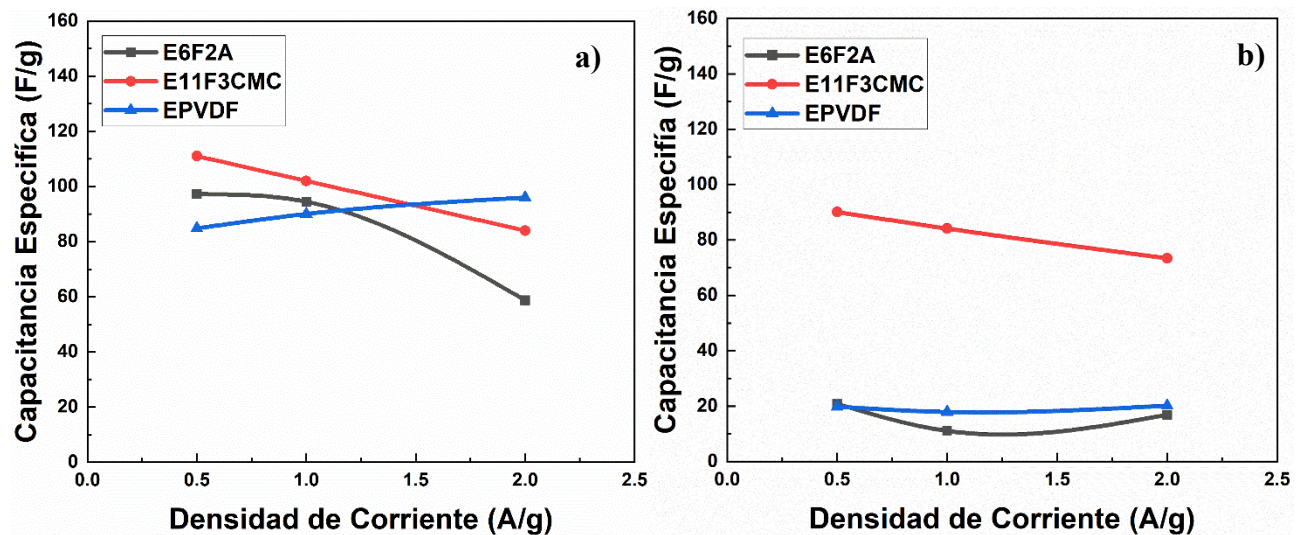 a)
E6F2A
E11F3CMC
EPVDF
Capacitancia Específíca (F/g)
160
140
120
100
80
60
40
20
0
0.0 0.5 1.0 1.5 2.0 2.5
Densidad de Corriente (A/g)
b)
E6F2A
E11F3CMC
EPVDF
Capacitancia Especifía (F/g)
160
140
120
100
80
60
40
20
0
0.0 0.5 1.0 1.5 2.0 2.5
Densidad de Corriente (A/g)